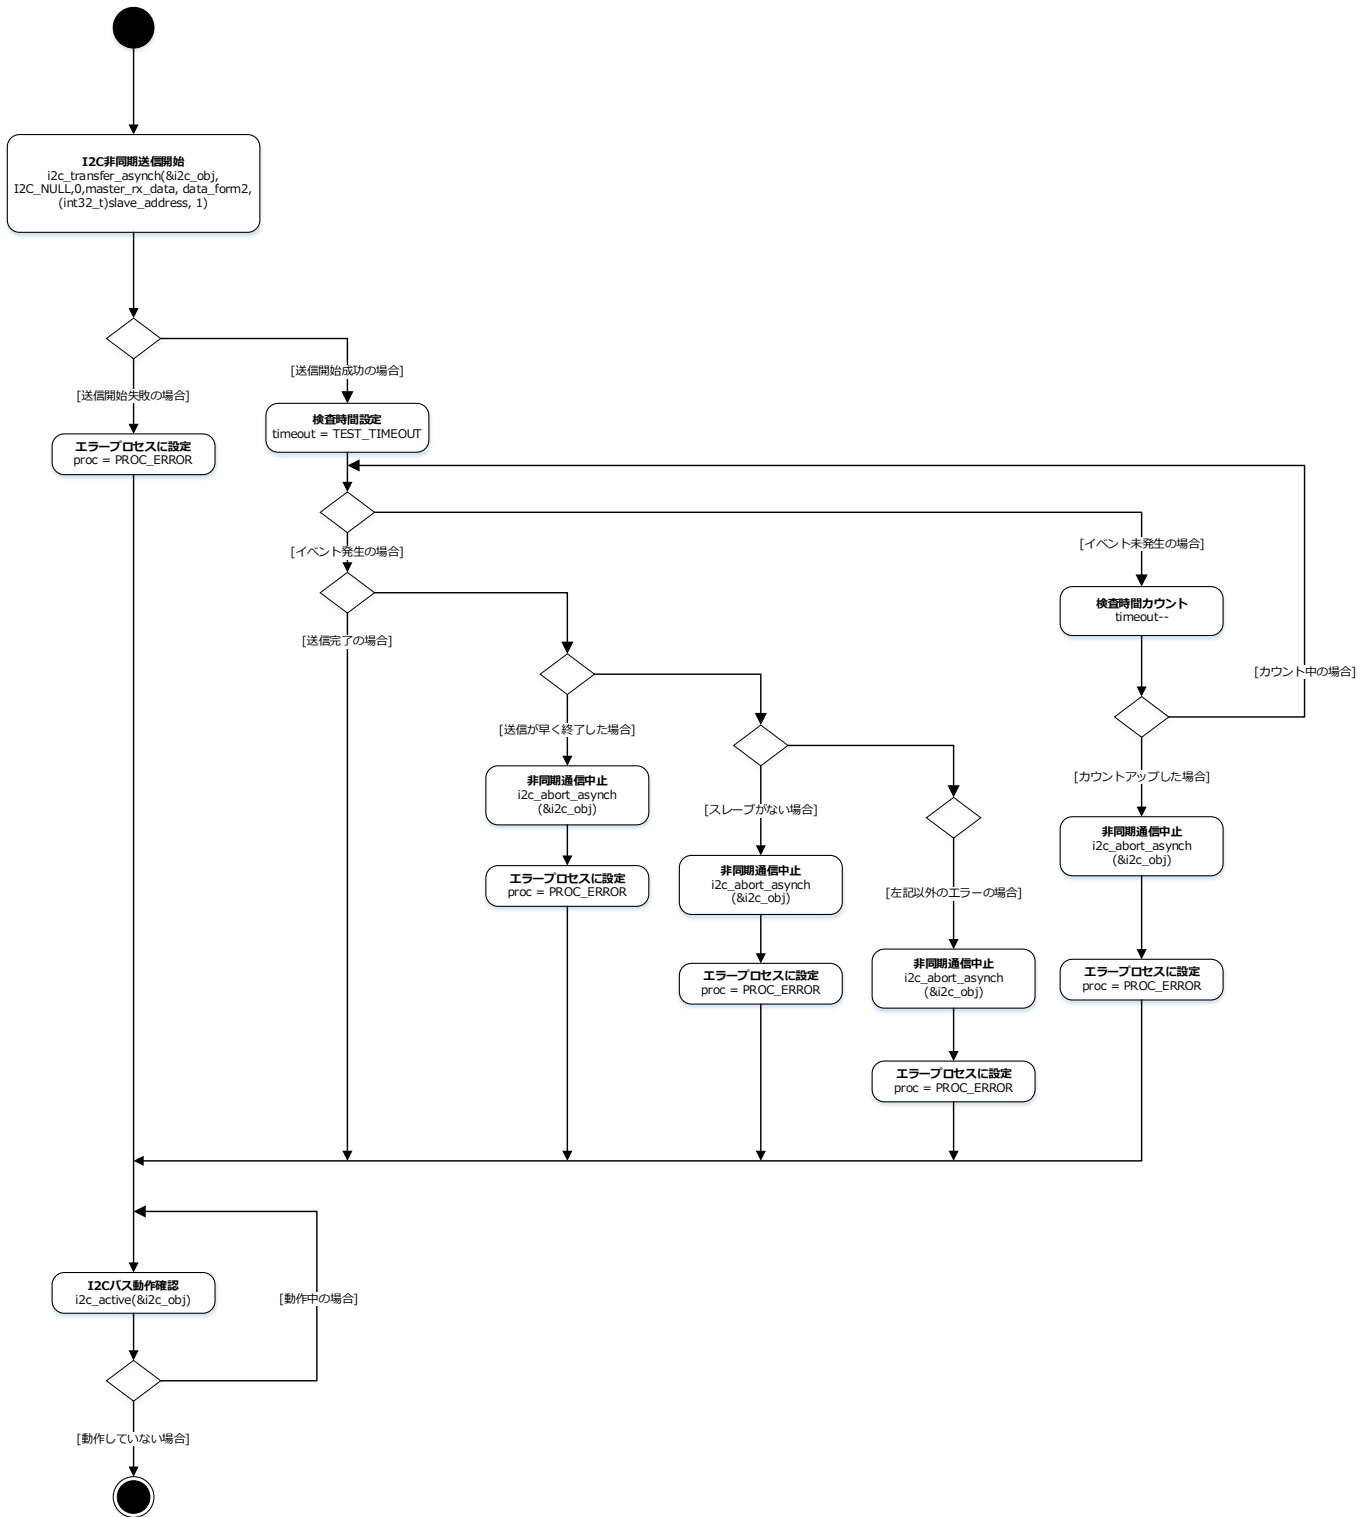 I2C非同期送信開始
i2c_transfer_asynch(&i2c_obj,
I2C_NULL,0,master_rx_data, data_form2,
(int32_t)slave_address, 1)
[送信開始成功の場合]
[送信開始失敗の場合]
検査時間設定
timeout = TEST_TIMEOUT
エラープロセスに設定
proc = PROC_ERROR
[イベント発生の場合]
[イベント未発生の場合]
検査時間カウント
timeout--
[送信完了の場合]
[カウント中の場合]
[送信が早く終了した場合]
[カウントアップした場合]
非同期通信中止
i2c_abort_asynch
(&i2c_obj)
[スレーブがない場合]
非同期通信中止
i2c_abort_asynch
(&i2c_obj)
エラープロセスに設定
proc = PROC_ERROR
非同期通信中止
i2c_abort_asynch
(&i2c_obj)
[左記以外のエラーの場合]
エラープロセスに設定
proc = PROC_ERROR
非同期通信中止
i2c_abort_asynch
(&i2c_obj)
エラープロセスに設定
proc = PROC_ERROR
エラープロセスに設定
proc = PROC_ERROR
I2Cバス動作確認
i2c_active(&i2c_obj)
[動作中の場合]
[動作していない場合]